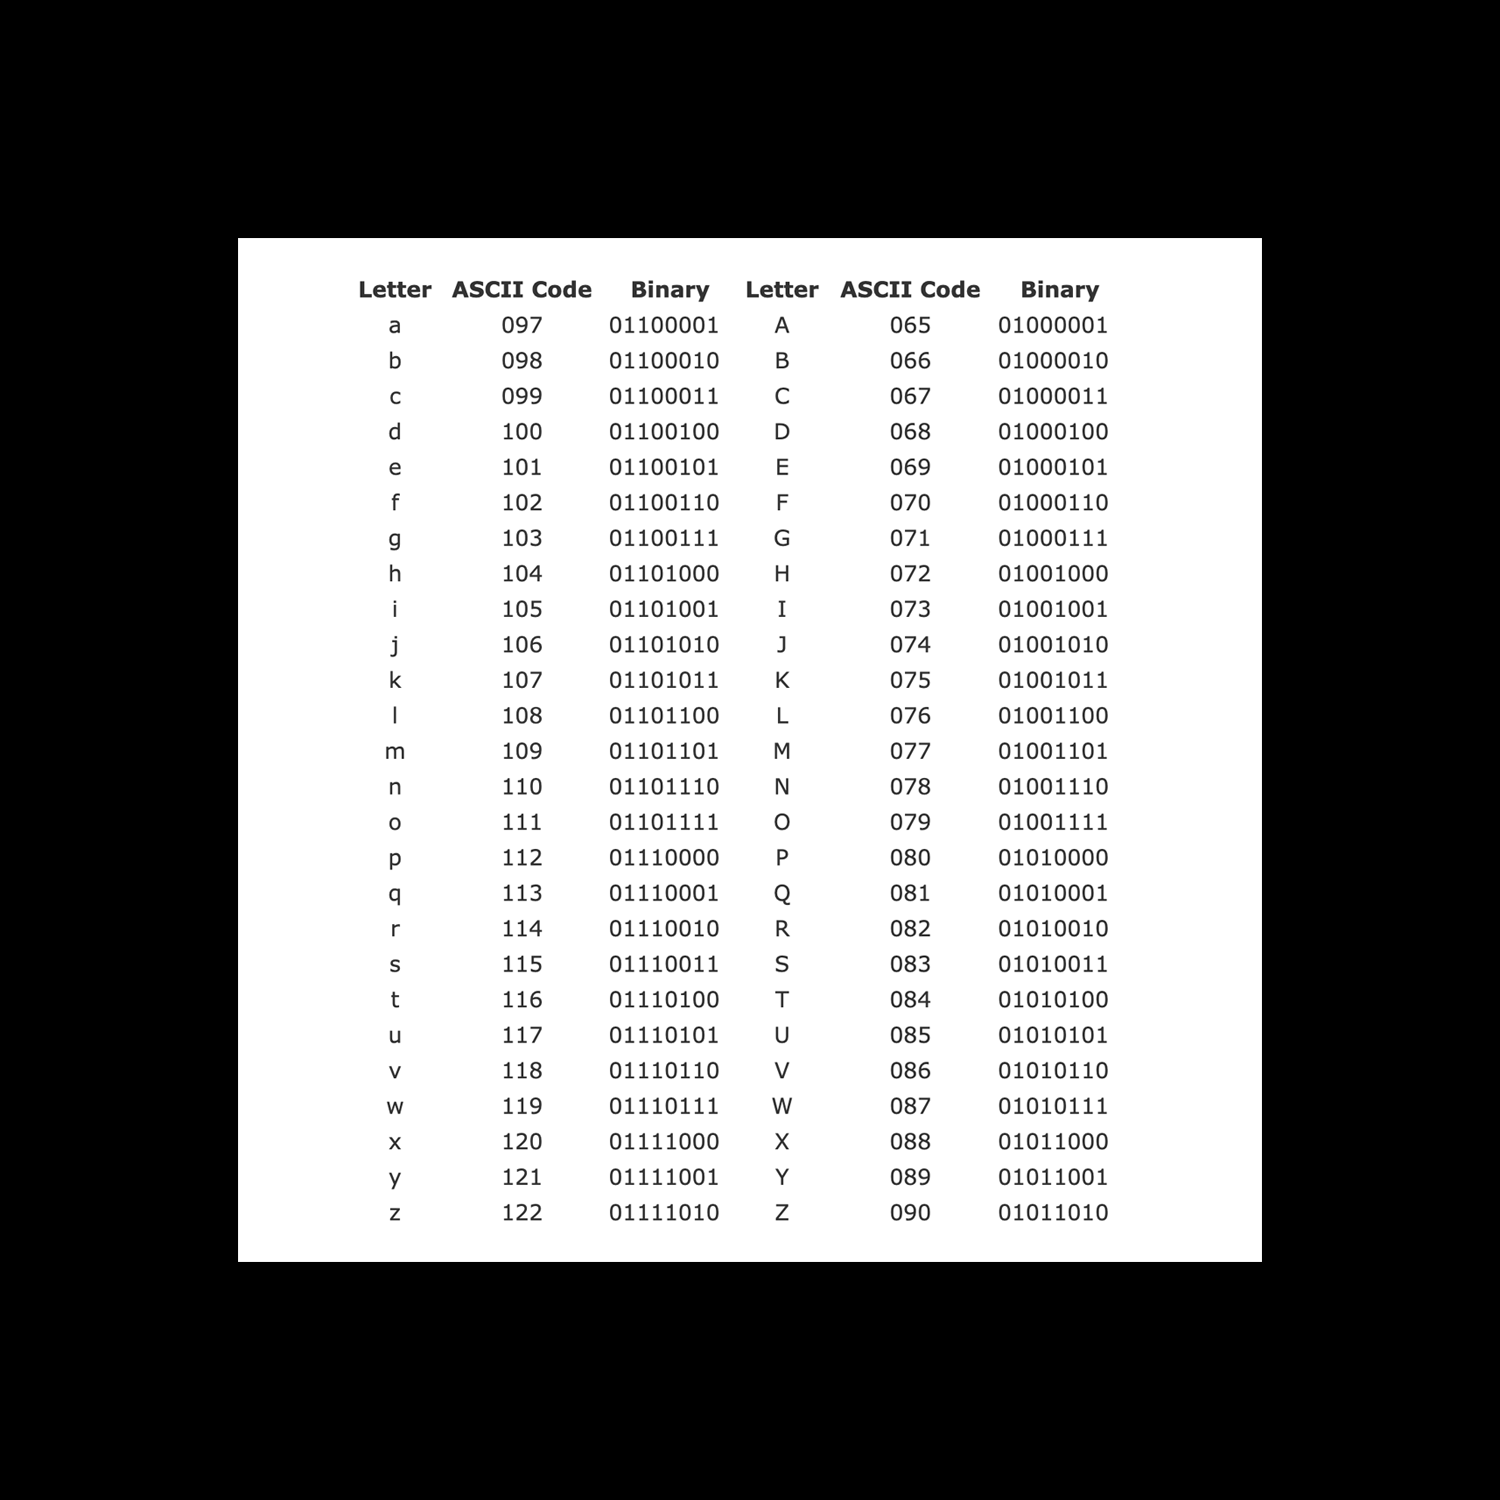 Letter ASCII Code Binary Letter ASCII Code Binary
a 097 01100001 A 065 01000001
b 098 01100010 B 066 01000010
c 099 01100011 C 067 01000011
d 100 01100100 D 068 01000100
e 101 01100101 E 069 01000101
f 102 01100110 F 070 01000110
g 103 01100111 G 071 01000111
h 104 01101000 H 072 01001000
i 105 01101001 I 073 01001001
j 106 01101010 J 074 01001010
k 107 01101011 K 075 01001011
l 108 01101100 L 076 01001100
m 109 01101101 M 077 01001101
n 110 01101110 N 078 01001110
o 111 01101111 O 079 01001111
p 112 01110000 P 080 01010000
q 113 01110001 Q 081 01010001
r 114 01110010 R 082 01010010
s 115 01110011 S 083 01010011
t 116 01110100 T 084 01010100
u 117 01110101 U 085 01010101
v 118 01110110 V 086 01010110
w 119 01110111 W 087 01010111
x 120 01111000 X 088 01011000
y 121 01111001 Y 089 01011001
z 122 01111010 Z 090 01011010